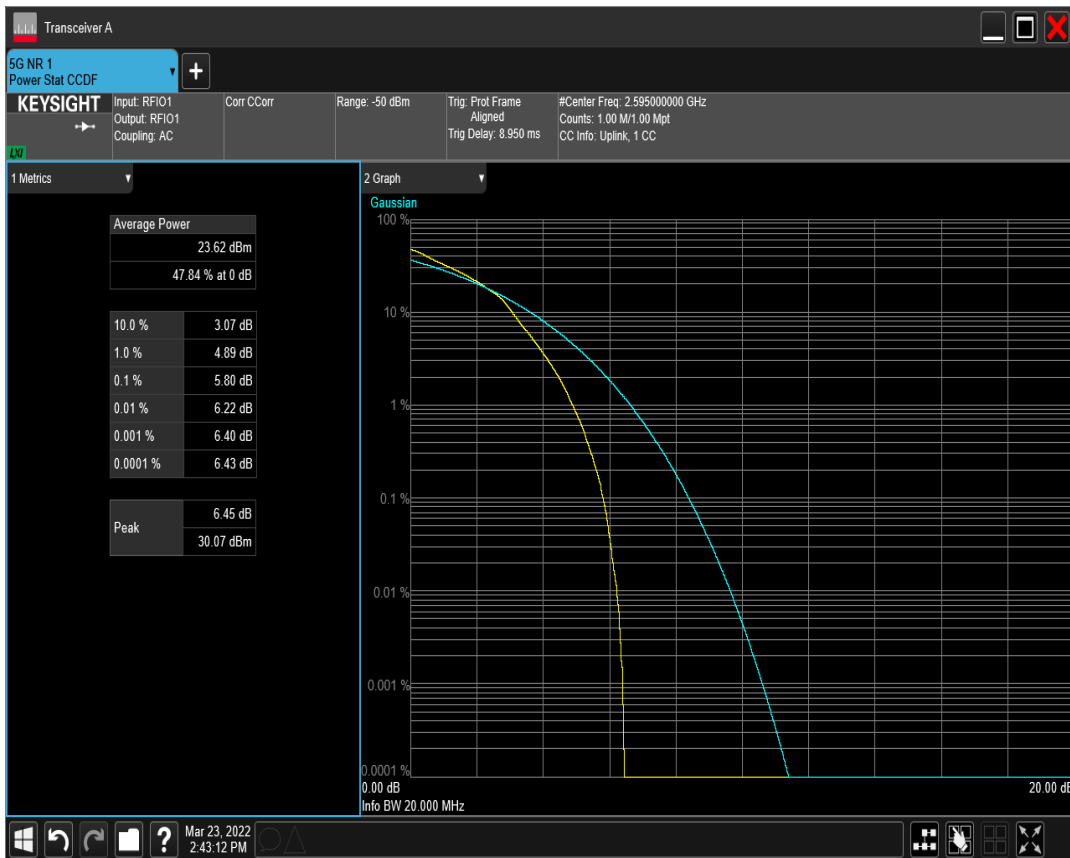 Transceiver A
5G NR 1
Power Stat CCDF
KEYSIGHT
LXI
Input: RFIO1
Output: RFIO1
Coupling: AC
Corr CCorr
Range: -50 dBm
Trig: Prot Frame
Aligned
Trig Delay: 8.950 ms
#Center Freq: 2.595000000 GHz
Counts: 1.00 M/1.00 Mpt
CC Info: Uplink, 1 CC
1 Metrics
Average Power
23.62 dBm
47.84 % at 0 dB
10.0 % 3.07 dB
1.0 % 4.89 dB
0.1 % 5.80 dB
0.01 % 6.22 dB
0.001 % 6.40 dB
0.0001 % 6.43 dB
Peak
6.45 dB
30.07 dBm
2 Graph
Gaussian
100 %
10 %
1 %
0.1 %
0.01 %
0.001 %
0.0001 %
0.00 dB
20.00 dB
Info BW 20.000 MHz
Mar 23, 2022
2:43:12 PM